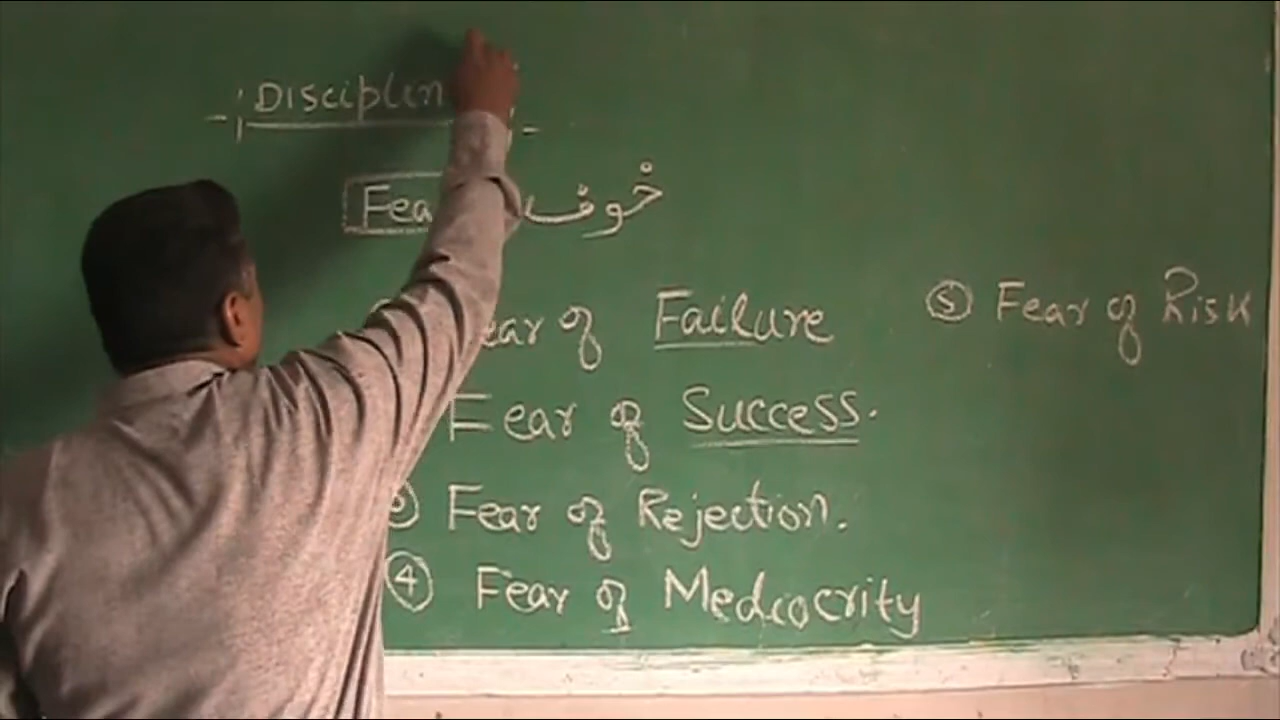 Disciplin
Fea خوف
ear of Failure
Fear of Success.
Fear of Rejection.
④ Fear of Mediocrity
⑤ Fear of Risk